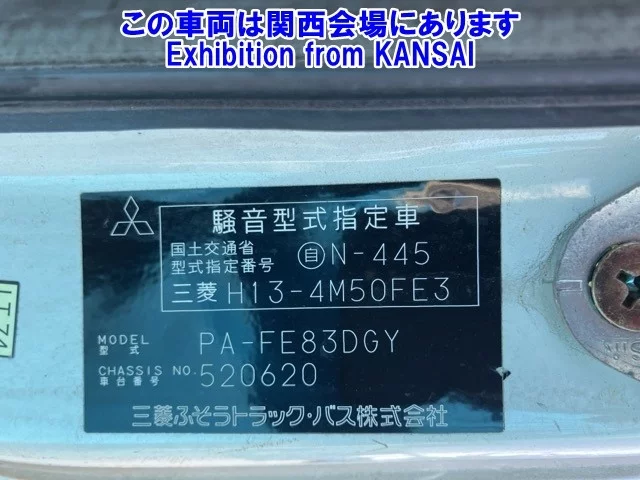 この車両は関西会場にあります
Exhibition from KANSAI
騒音型式指定車
国土交通省
型式指定番号 自N-445
三菱 H13-4M50FE3
MODEL
型式 PA-FE83DGY
CHASSIS NO.
車台番号 520620
三菱ふそうトラック・バス株式会社